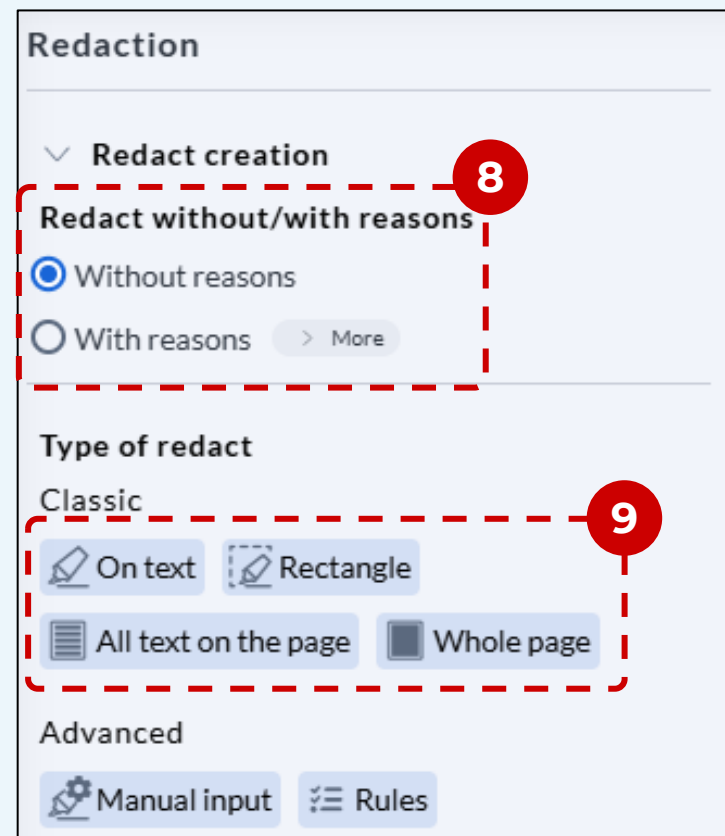 Redaction
Redact creation
8
Redact without/with reasons
Without reasons
With reasons > More
Type of redact
Classic
9
On text Rectangle
All text on the page Whole page
Advanced
Manual input Rules